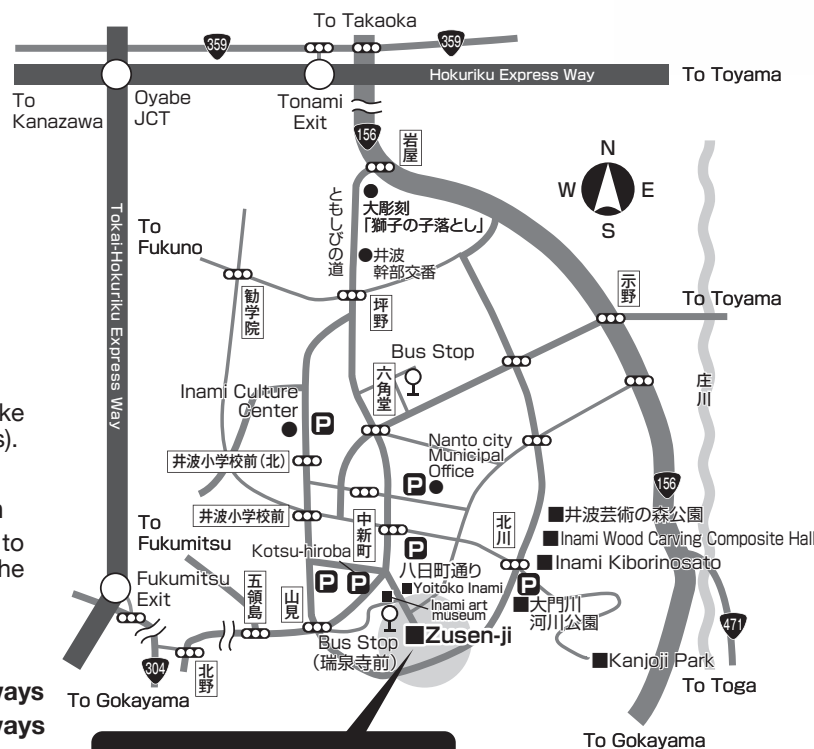 To Takaoka
359
359
Hokuriku Express Way
To Toyama
To
Kanazawa
Oyabe
JCT
Tonami
Exit
156
岩屋
N
W
E
S
Tokai-Hokuriku Express Way
ともしびの道
大彫刻
「獅子の子落とし」
To
Fukuno
井波
幹部交番
勧学院
坪野
示野
To Toyama
Bus Stop
六角堂
庄川
Inami Culture
Center
P
ke
s).
井波小学校前(北)
Nanto city
Municipal
Office
P
156
n
to
he
井波小学校前
中新町
北川
井波芸術の森公園
Inami Wood Carving Composite Hall
To
Fukumitsu
Kotsu-hiroba
P
八日町通り
Inami Kiborinosato
Fukumitsu
Exit
五領島
山見
P
P
Yoitoko Inami
P
Inami art
museum
大門川
河川公園
471
Bus Stop
(瑞泉寺前)
Zusen-ji
304
北野
Kanjoji Park
ways
To Gokayama
To Toga
ways
To Gokayama